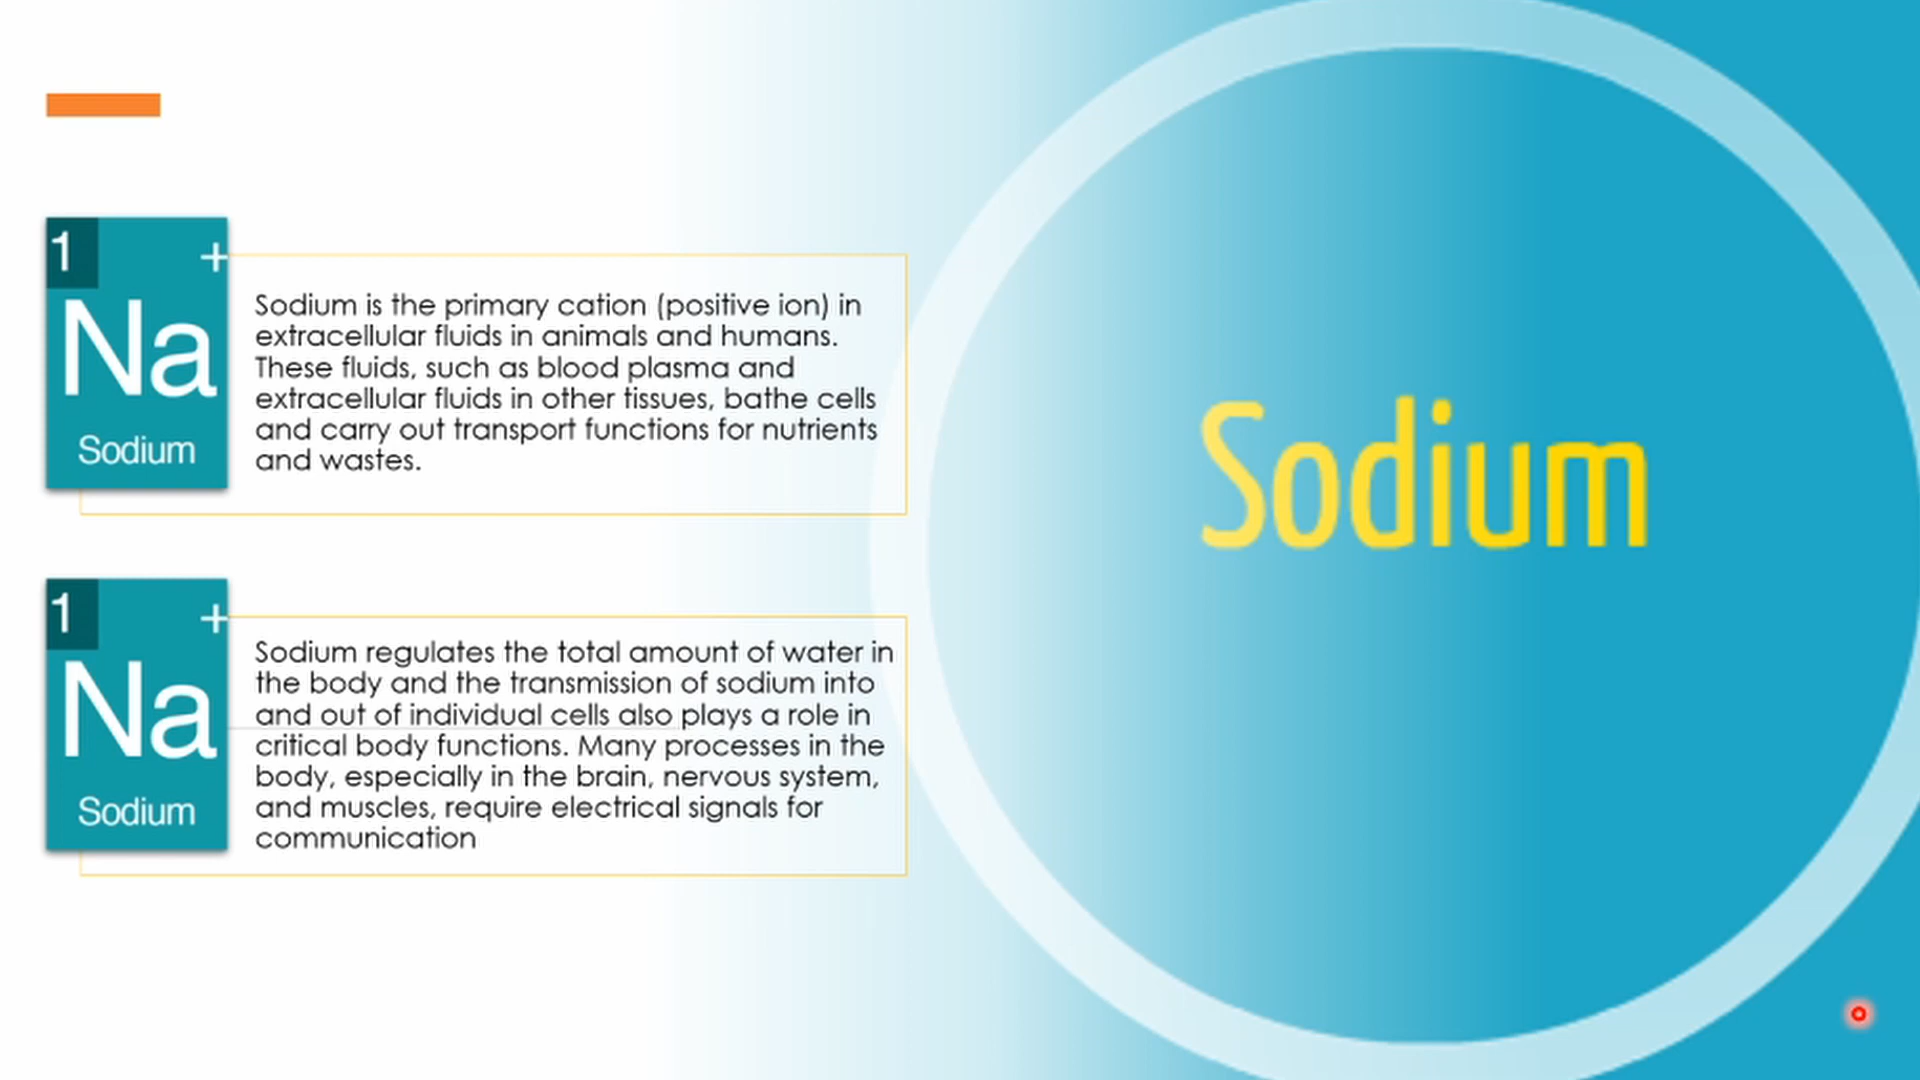 1
+
Na
Sodium
Sodium is the primary cation (positive ion) in
extracellular fluids in animals and humans.
These fluids, such as blood plasma and
extracellular fluids in other tissues, bathe cells
and carry out transport functions for nutrients
and wastes.
1
+
Na
Sodium
Sodium regulates the total amount of water in
the body and the transmission of sodium into
and out of individual cells also plays a role in
critical body functions. Many processes in the
body, especially in the brain, nervous system,
and muscles, require electrical signals for
communication
Sodium